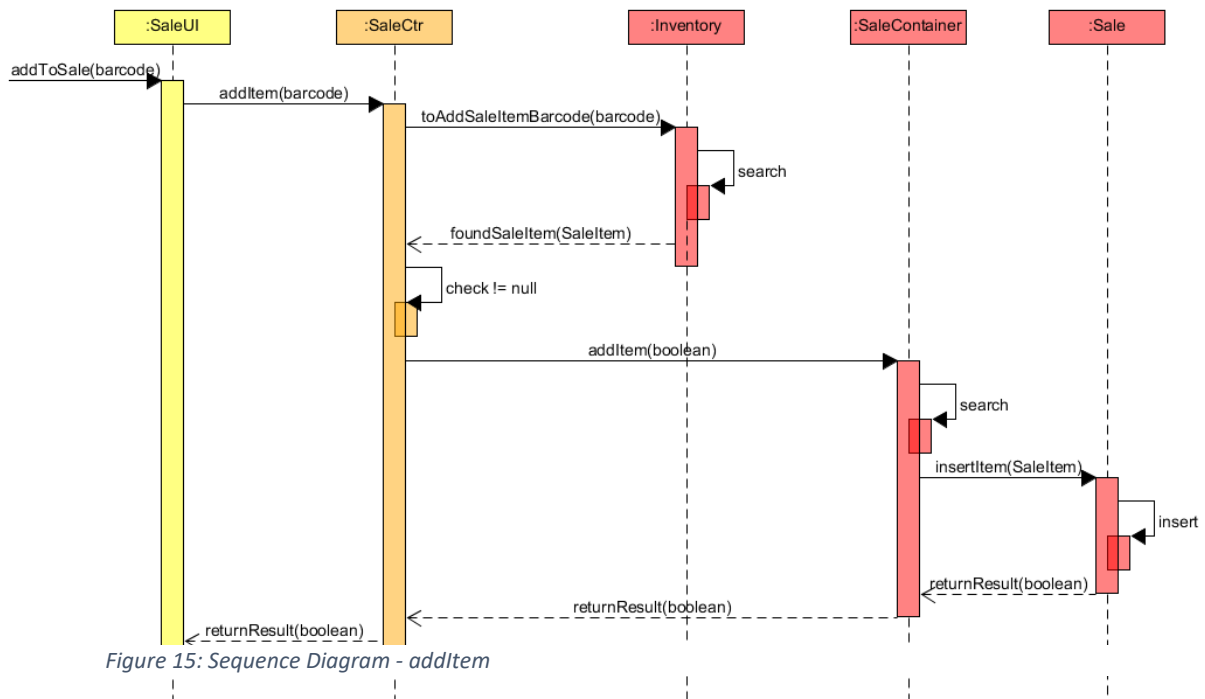 :SaleUI
:SaleCtr
:Inventory
:SaleContainer
:Sale
addToSale(barcode)
addItem(barcode)
toAddSaleItemBarcode(barcode)
search
foundSaleItem(SaleItem)
check != null
addItem(boolean)
search
insertItem(SaleItem)
insert
returnResult(boolean)
returnResult(boolean)
returnResult(boolean)
Figure 15: Sequence Diagram - addItem